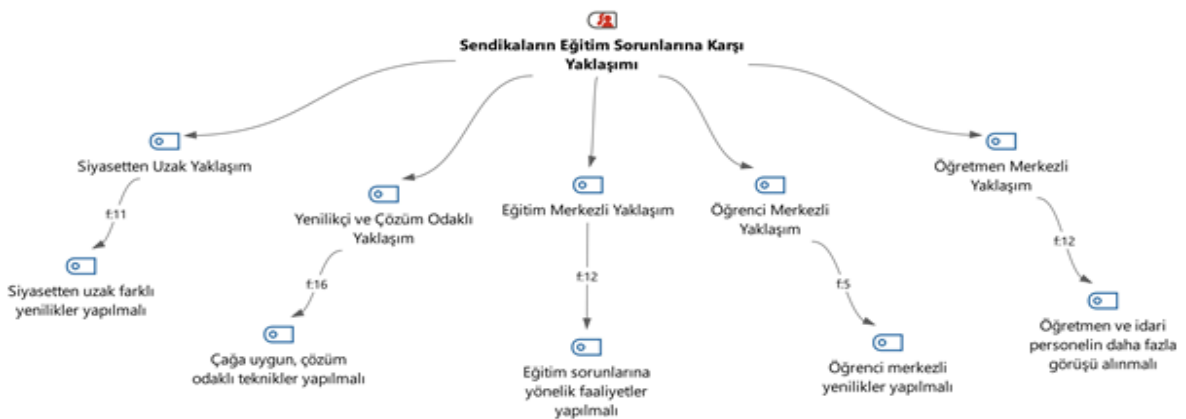 Sendikaların Eğitim Sorunlarına Karşı
Yaklaşımı
Siyasetten Uzak Yaklaşım
Yenilikçi ve Çözüm Odaklı
Yaklaşım
Eğitim Merkezli Yaklaşım
Öğrenci Merkezli
Yaklaşım
Öğretmen Merkezli
Yaklaşım
f:11
f:16
f:12
f:5
f:12
Siyasetten uzak farklı
yenilikler yapılmalı
Çağa uygun, çözüm
odaklı teknikler yapılmalı
Eğitim sorunlarına
yönelik faaliyetler
yapılmalı
Öğrenci merkezli
yenilikler yapılmalı
Öğretmen ve idari
personelin daha fazla
görüşü alınmalı